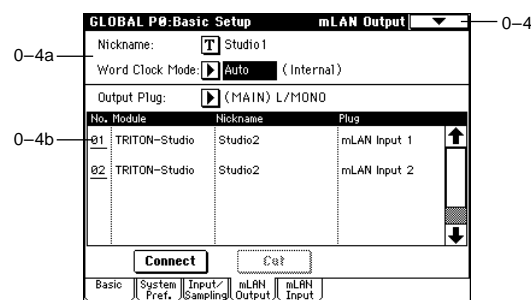 GLOBAL P0:Basic Setup mLAN Output
0–4
Nickname: T Studio1
0–4a
Word Clock Mode: Auto (Internal)
Output Plug: (MAIN) L/MONO
No. Module Nickname Plug
0–4b
01 TRITON-Studio Studio2 mLAN Input 1
02 TRITON-Studio Studio2 mLAN Input 2
Connect Cut
Basic System Pref. Input/Sampling mLAN Output mLAN Input